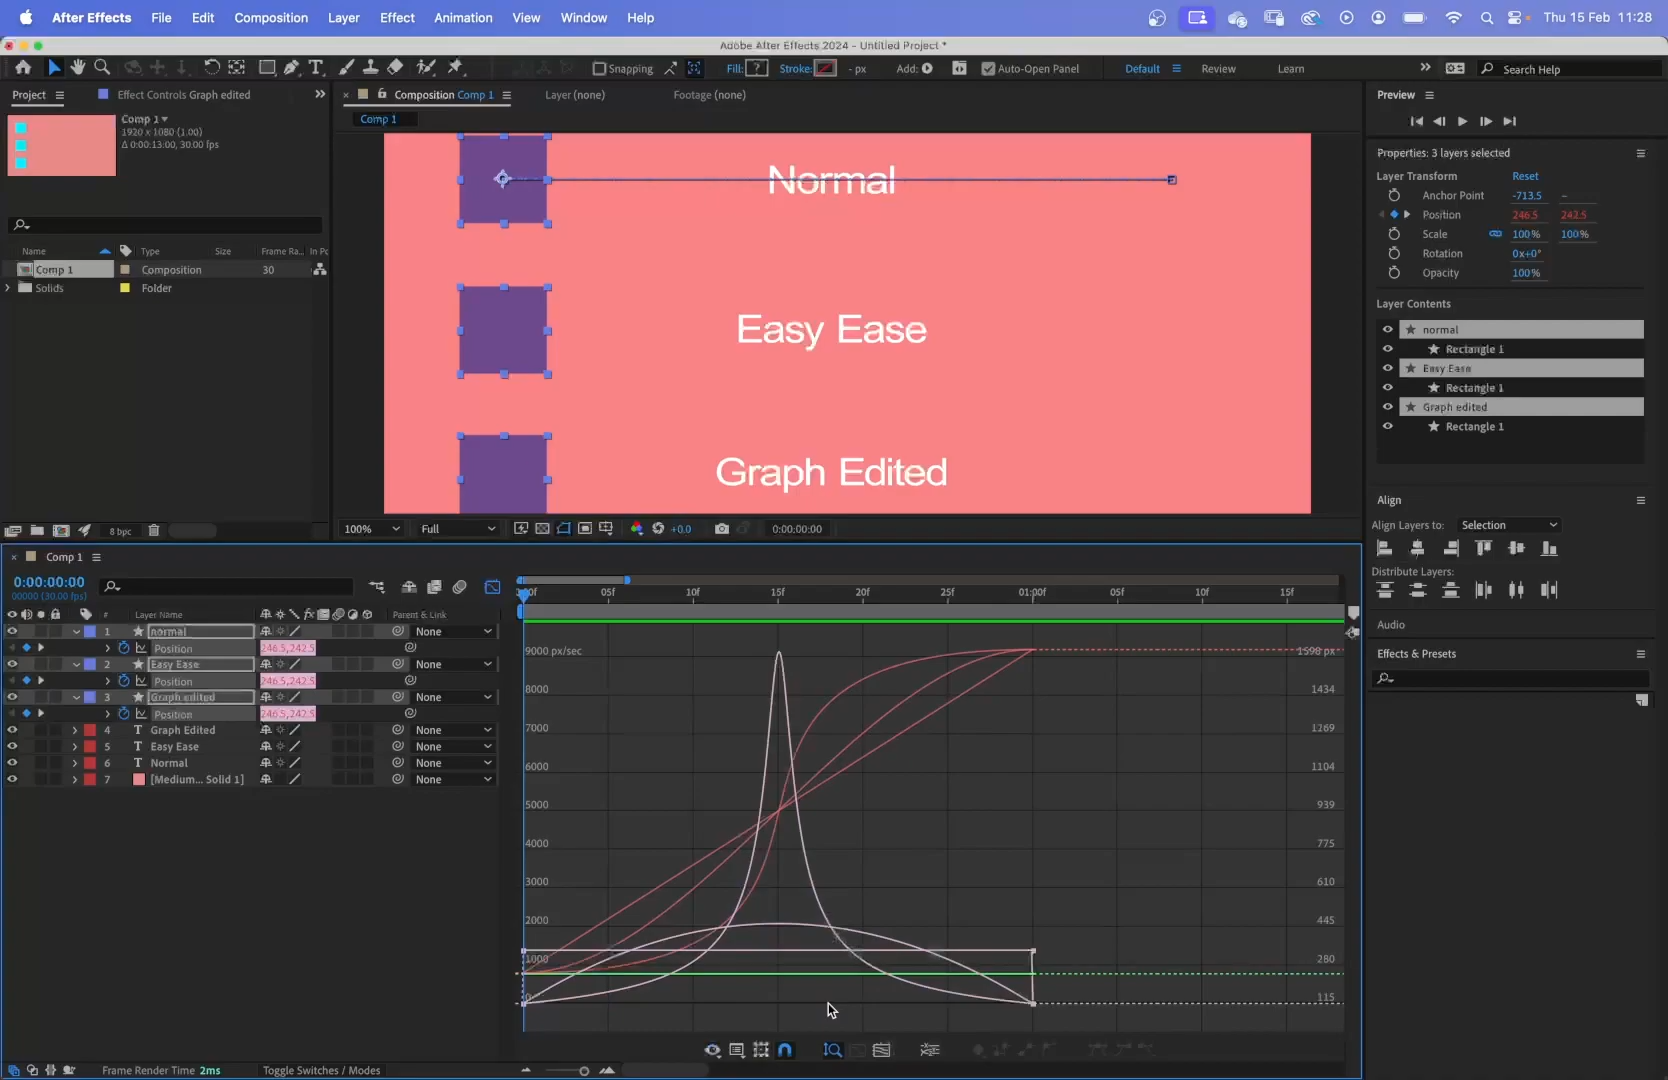 After Effects File Edit Composition Layer Effect Animation View Window Help Thu 15 Feb 11:28
Adobe After Effects 2024 - Untitled Project *
Snapping Fill: ? Stroke: - px Add: Auto-Open Panel Default Review Learn Search Help
Project Effect Controls Graph edited Composition Comp 1 Layer (none) Footage (none) Preview
Comp 1
1920 x 1080 (1.00)
Δ 0:00:13:00, 30.00 fps
Comp 1
Name Type Size Frame Ra... In Po
Comp 1 Composition 30
Solids Folder
8 bpc
Normal
Easy Ease
Graph Edited
100% Full +0.0 0:00:00:00
Properties: 3 layers selected
Layer Transform Reset
Anchor Point -713.5 -
Position 246.5 242.5
Scale 100% 100%
Rotation 0x+0°
Opacity 100%
Layer Contents
normal
Rectangle 1
Easy Ease
Rectangle 1
Graph edited
Rectangle 1
Align
Align Layers to: Selection
Distribute Layers:
Audio
Effects & Presets
Comp 1
0:00:00:00
00000 (30.00 fps)
# Layer Name fx Parent & Link
1 normal None
Position 246.5,242.5
2 Easy Ease None
Position 246.5,242.5
3 Graph edited None
Position 246.5,242.5
4 T Graph Edited None
5 T Easy Ease None
6 T Normal None
7 [Medium... Solid 1] None
05f 10f 15f 20f 25f 01:00f 05f 10f 15f
9000 px/sec 1598 px
8000 1434
7000 1269
6000 1104
5000 939
4000 775
3000 610
2000 445
1000 280
0 115
Frame Render Time 2ms Toggle Switches / Modes